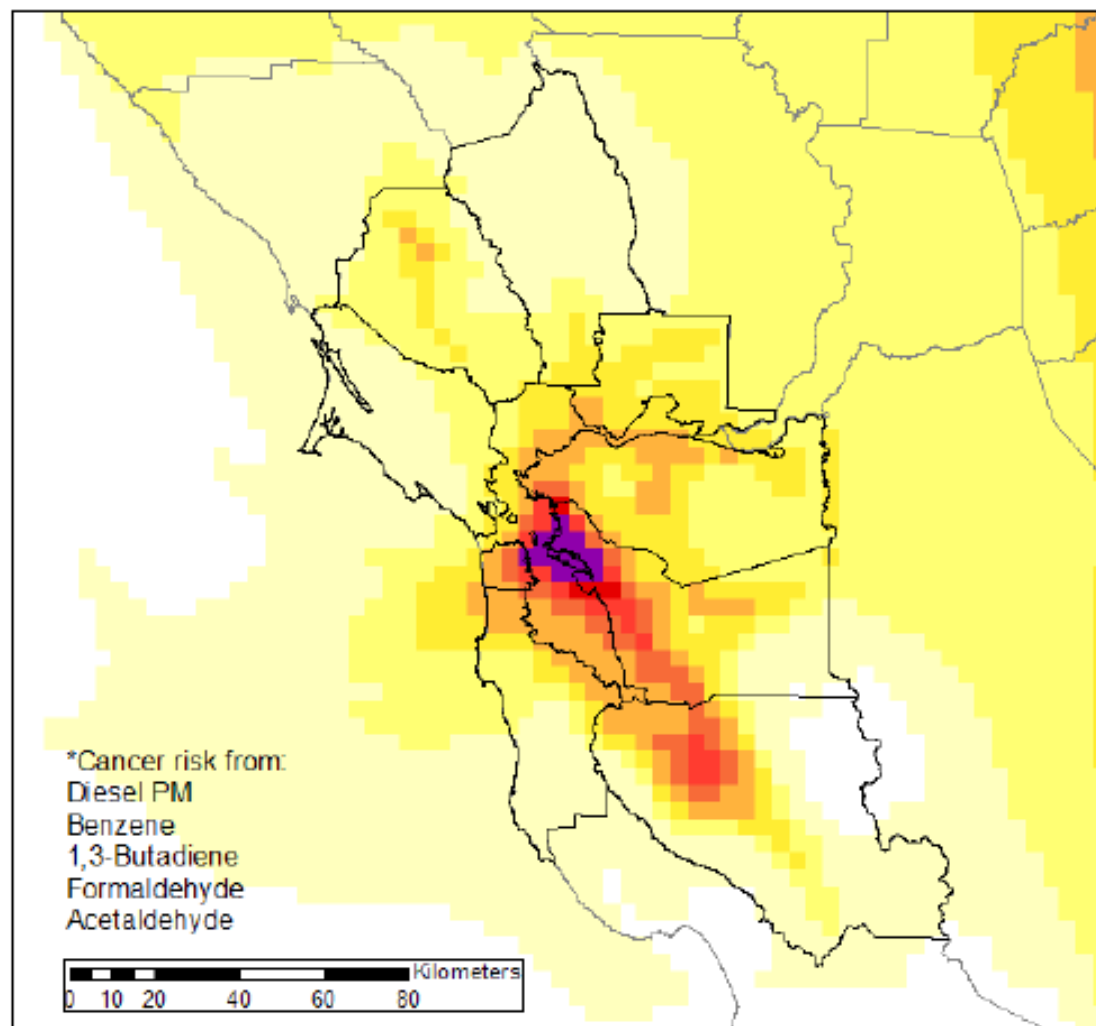 *Cancer risk from:
Diesel PM
Benzene
1,3-Butadiene
Formaldehyde
Acetaldehyde
Kilometers
0 10 20 40 60 80